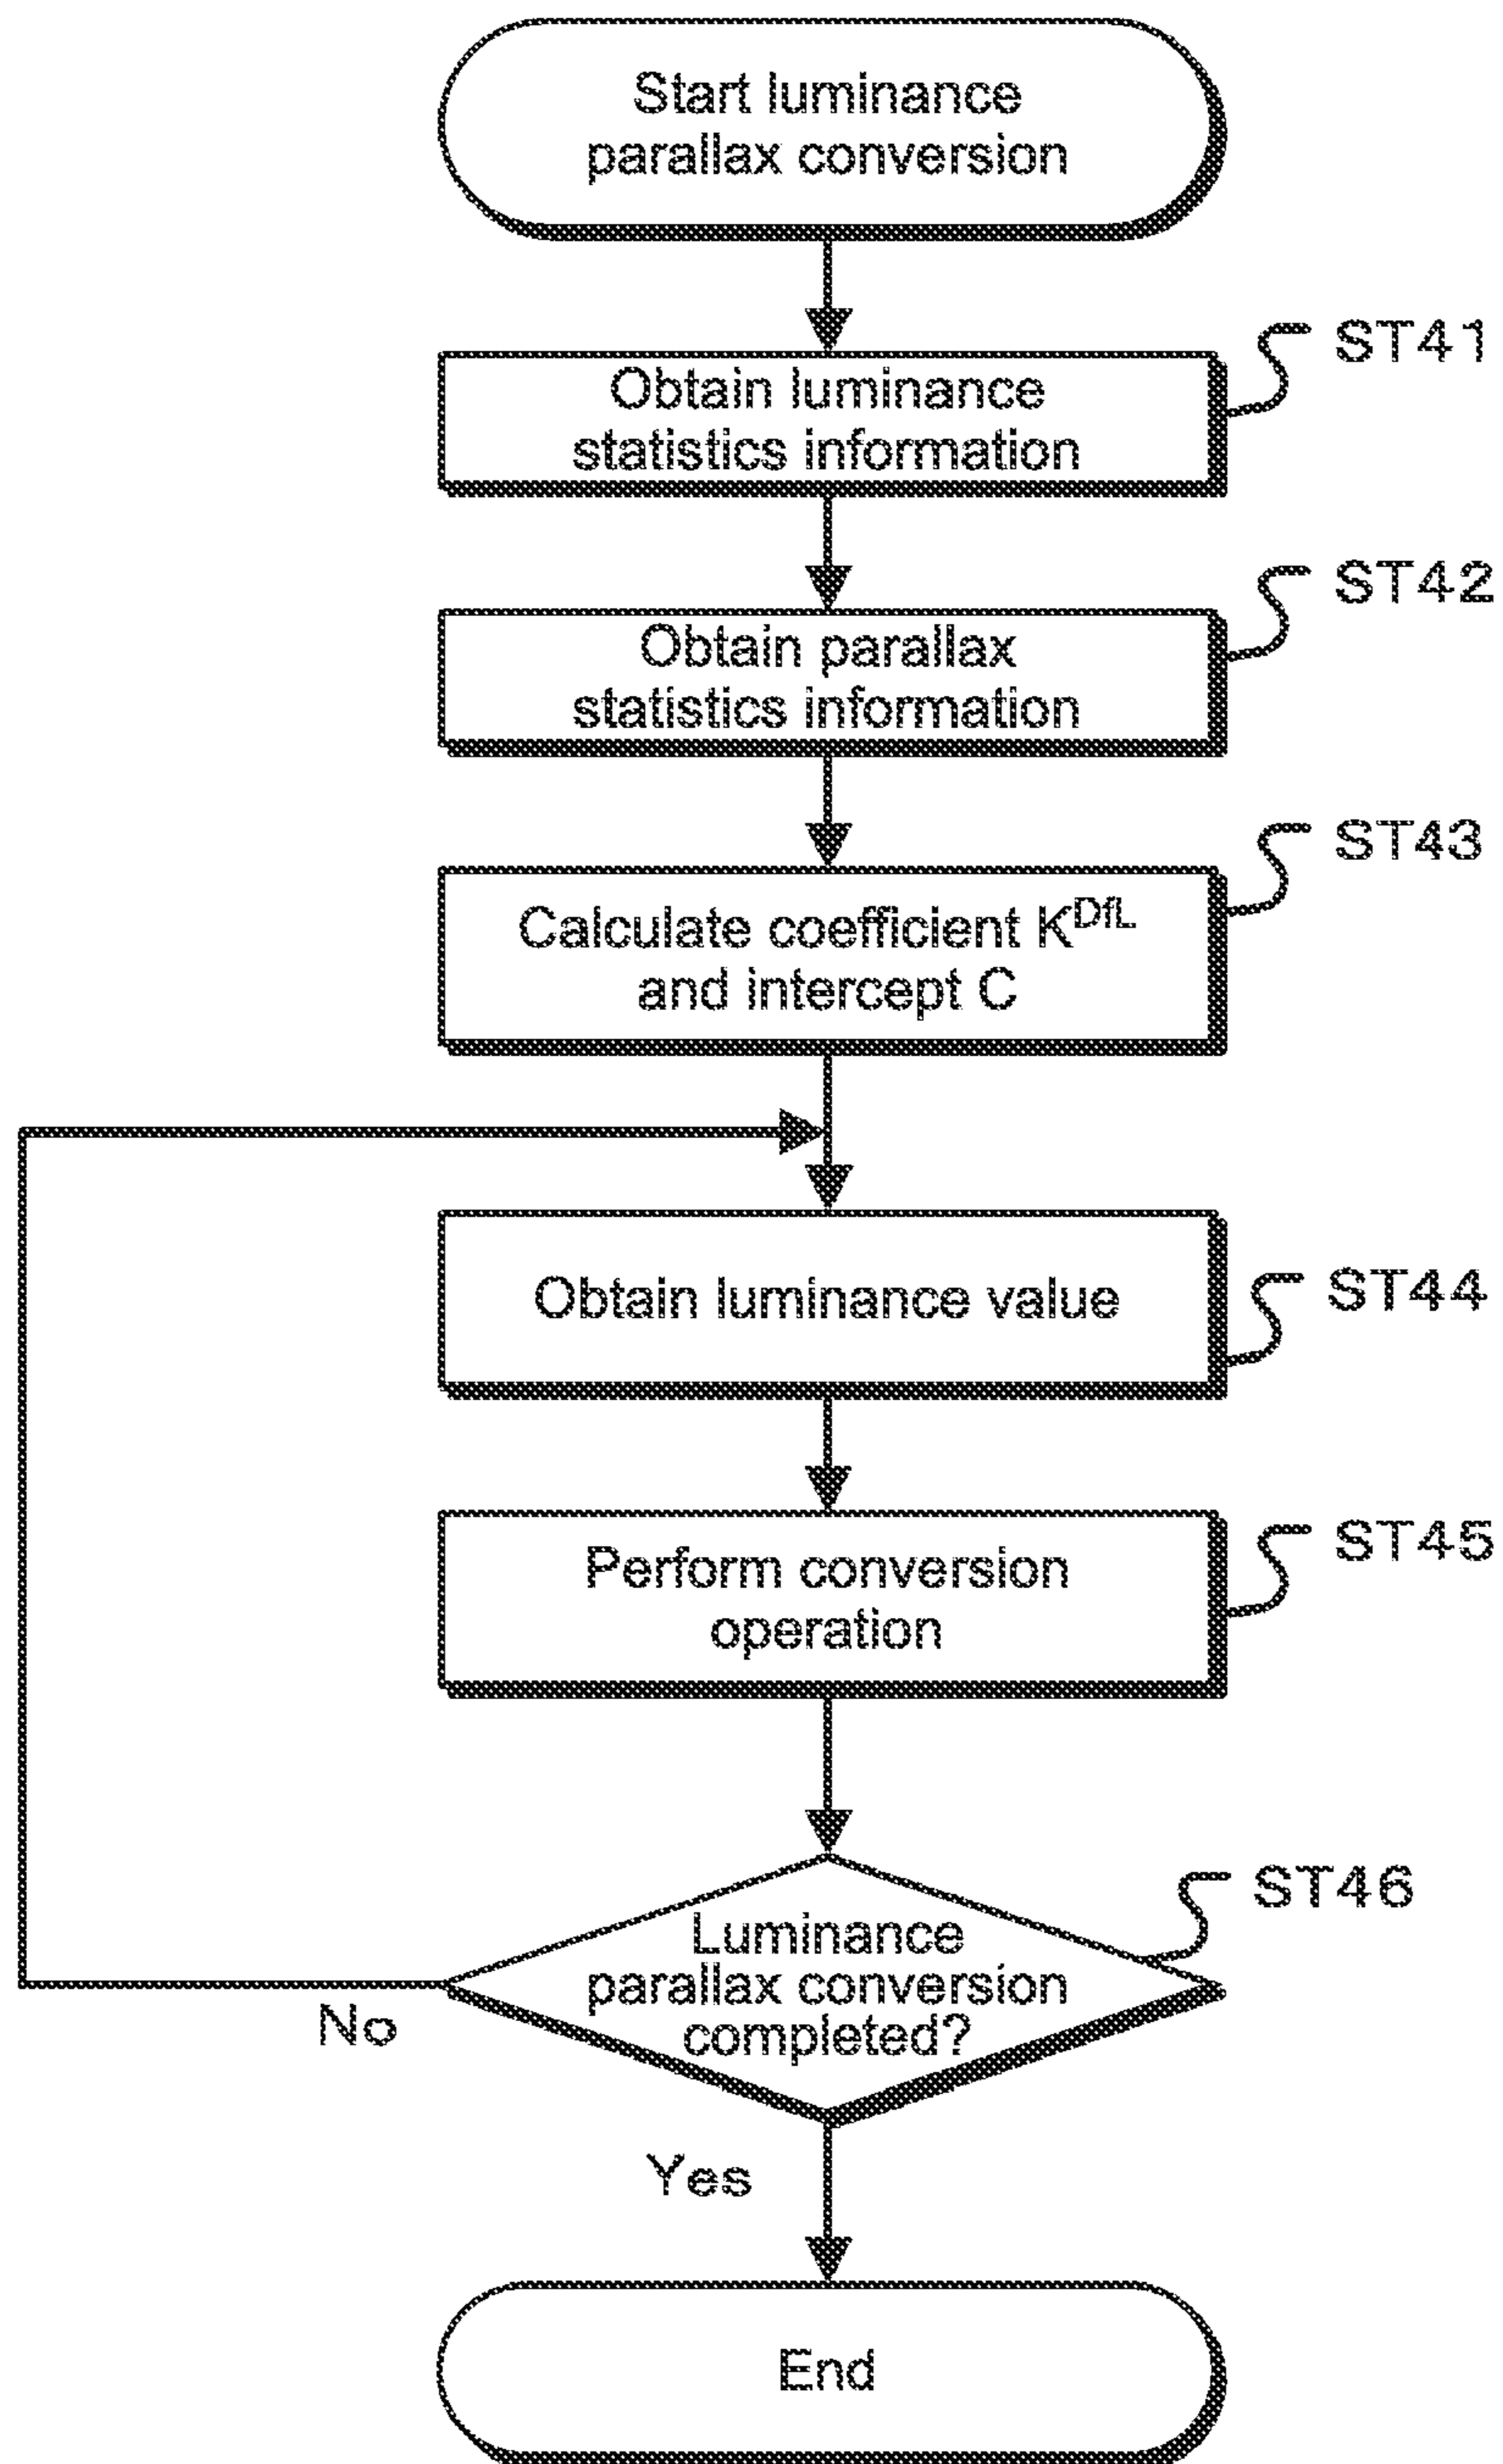 Start luminance
parallax conversion
ST41
Obtain luminance
statistics information
ST42
Obtain parallax
statistics information
ST43
Calculate coefficient K^DfL
and intercept C
ST44
Obtain luminance value
ST45
Perform conversion
operation
ST46
Luminance
parallax conversion
completed?
No
Yes
End